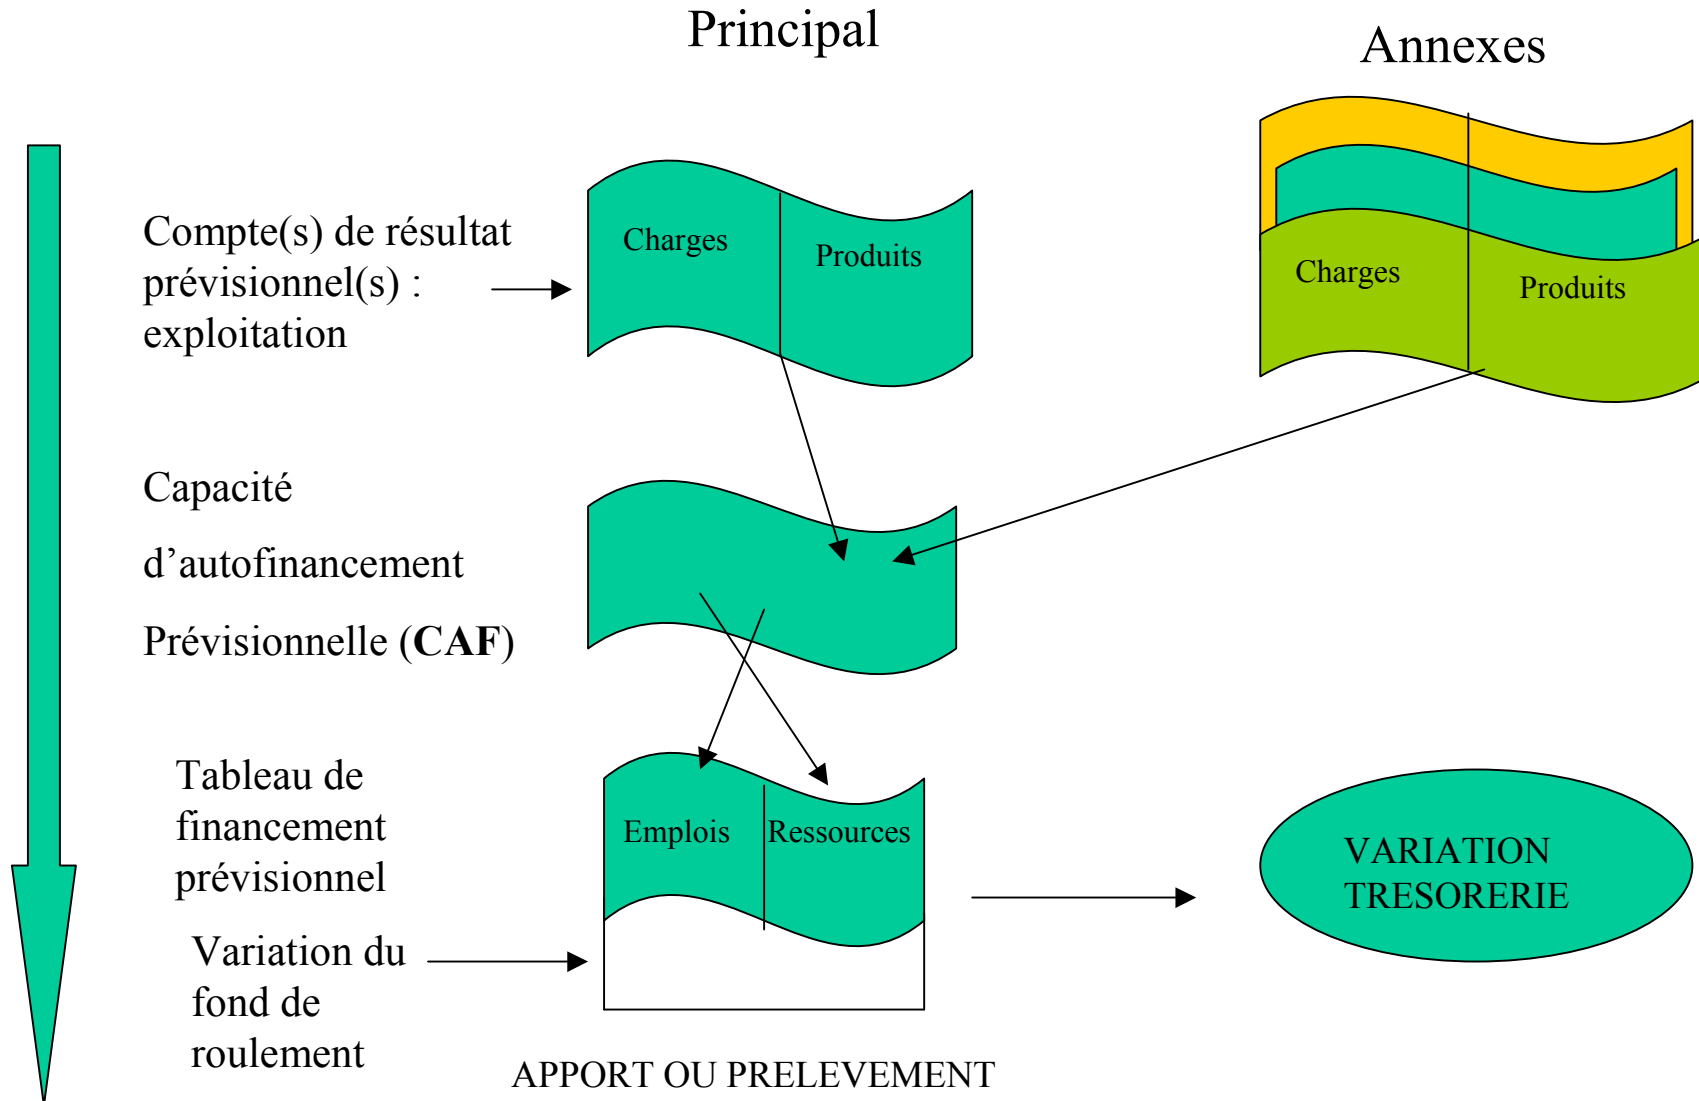 Principal
Annexes
Compte(s) de résultat
prévisionnel(s) :
exploitation
Charges
Produits
Charges
Produits
Capacité
d’autofinancement
Prévisionnelle (CAF)
Tableau de
financement
prévisionnel
Emplois
Ressources
VARIATION
TRESORERIE
Variation du
fond de
roulement
APPORT OU PRELEVEMENT